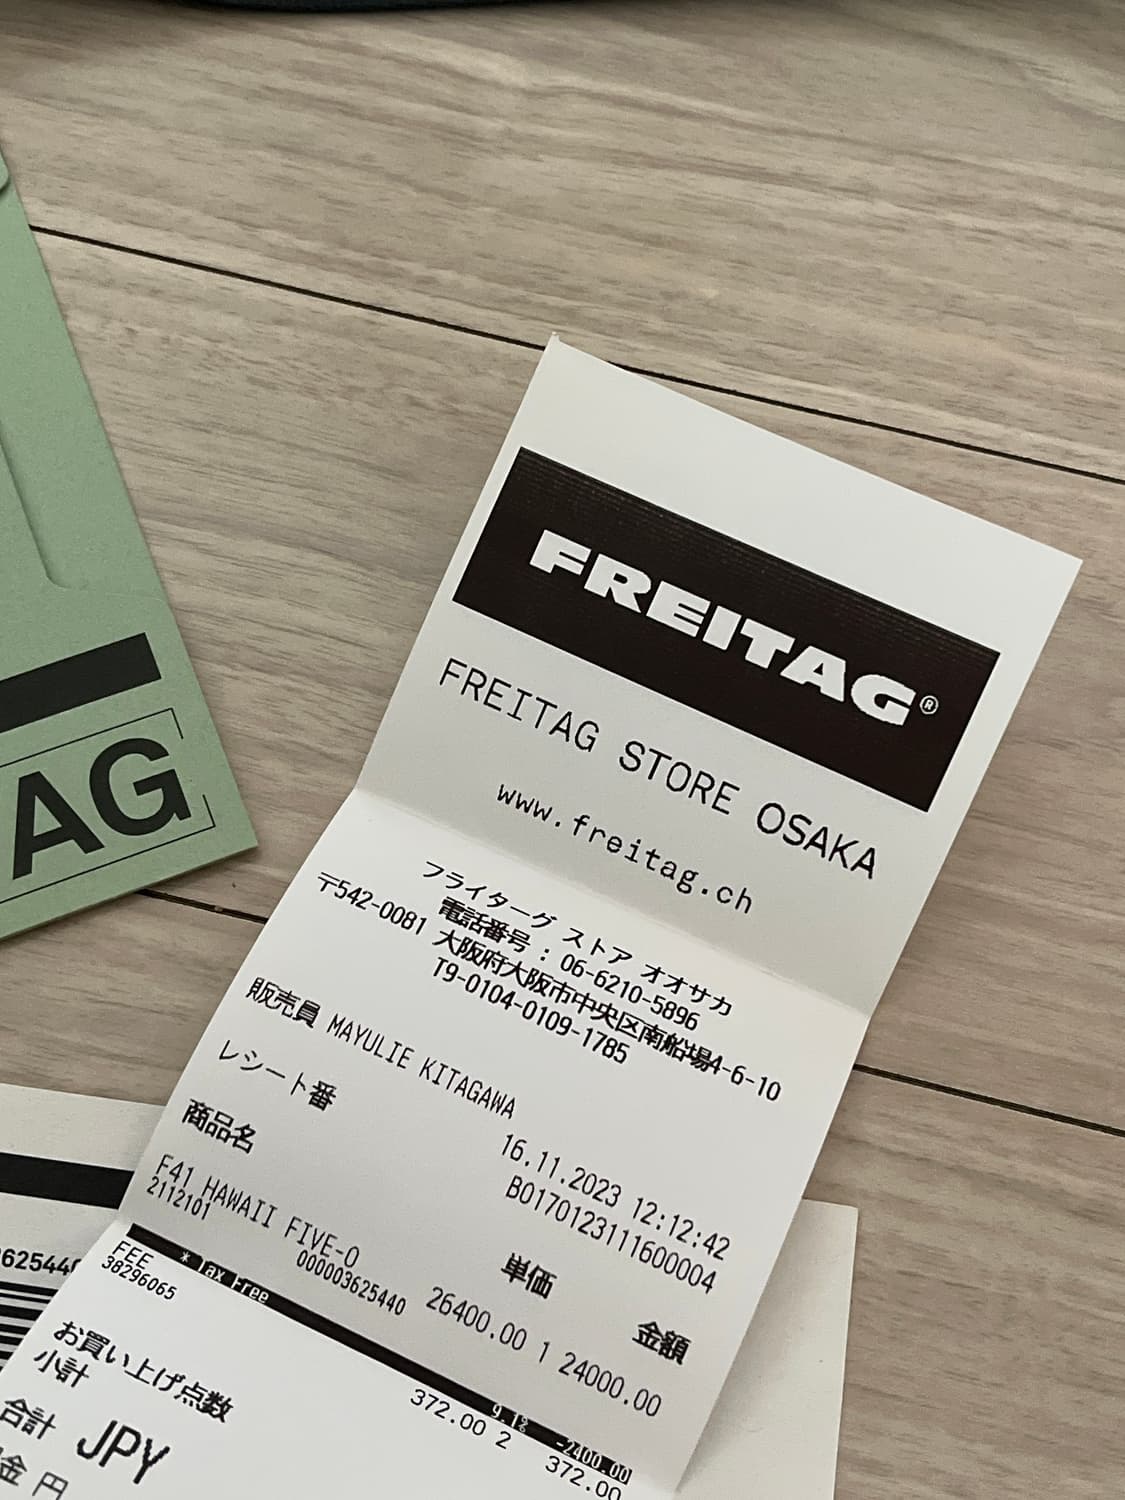 FREITAG®
FREITAG STORE OSAKA
www.freitag.ch
フライターグ ストア オオサカ
電話番号 : 06-6210-5896
〒542-0081 大阪府大阪市中央区南船場4-6-10
T9-0104-0109-1785
販売員 MAYULIE KITAGAWA
16.11.2023 12:12:42
レシート番 B0170123111600004
商品名 単価 金額
F41 HAWAII FIVE-O 26400.00 1 24000.00
2112101 000003625440
* Tax Free 9.1% -2400.00
FEE 372.00 2 372.00
38296065
お買い上げ点数
小計
合計 JPY
金 円
AG